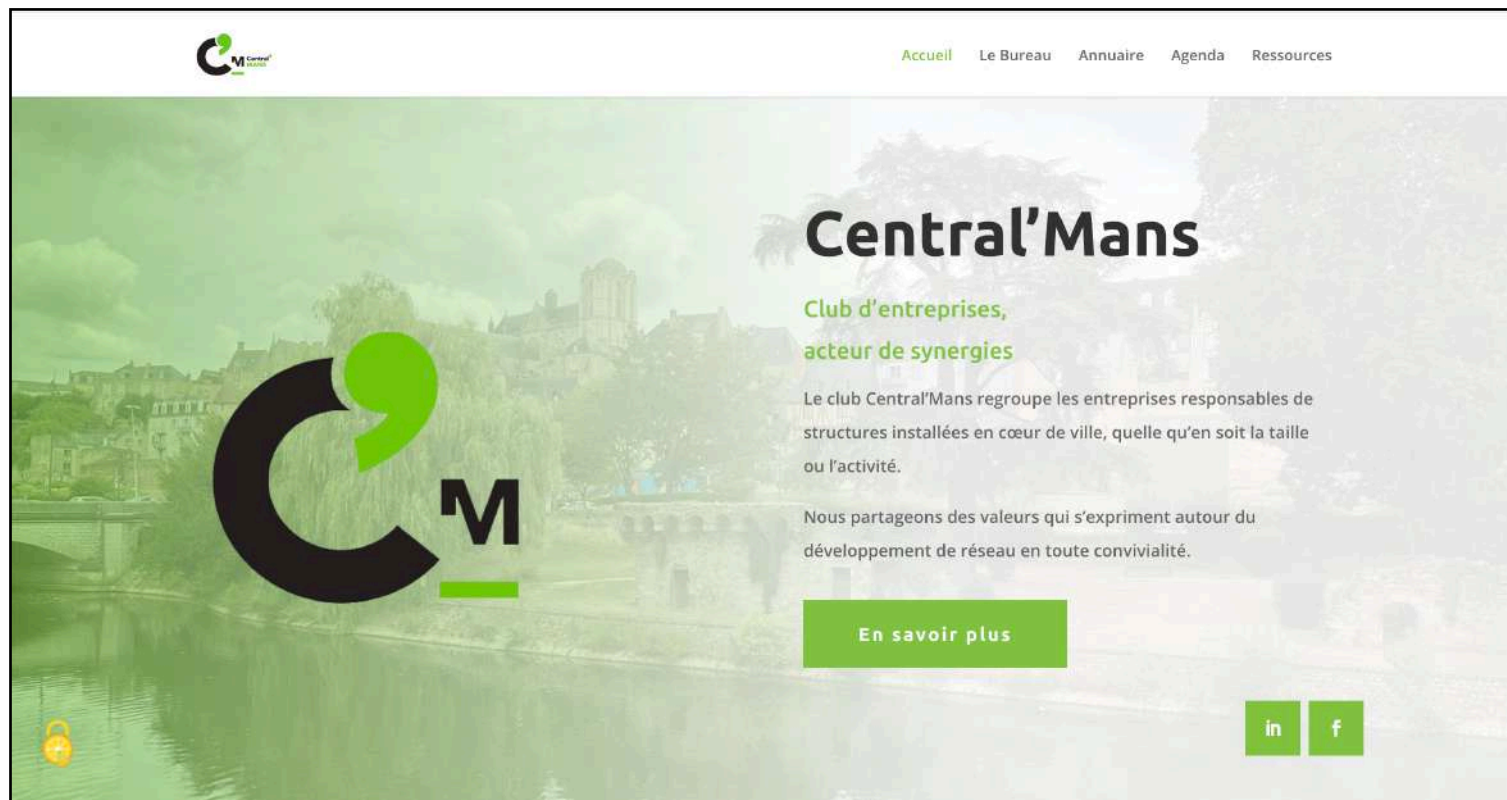 C'M Central' MANS
Accueil Le Bureau Annuaire Agenda Ressources
Central’Mans
Club d’entreprises,
acteur de synergies
Le club Central’Mans regroupe les entreprises responsables de
structures installées en cœur de ville, quelle qu’en soit la taille
ou l’activité.
Nous partageons des valeurs qui s’expriment autour du
développement de réseau en toute convivialité.
En savoir plus
C'M
in f